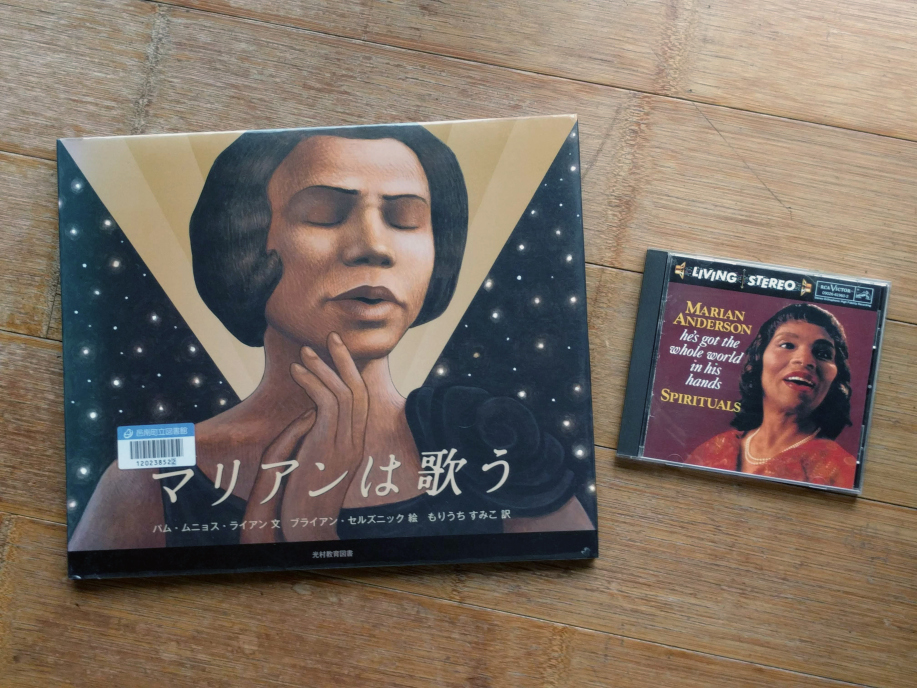 マリアンは歌う
パム・ムニョス・ライアン 文 ブライアン・セルズニック 絵 もりうち すみこ 訳
光村教育図書
120238522
LIVING STEREO
RCA VICTOR
MARIAN
ANDERSON
he's got the
whole world
in his
hands
SPIRITUALS